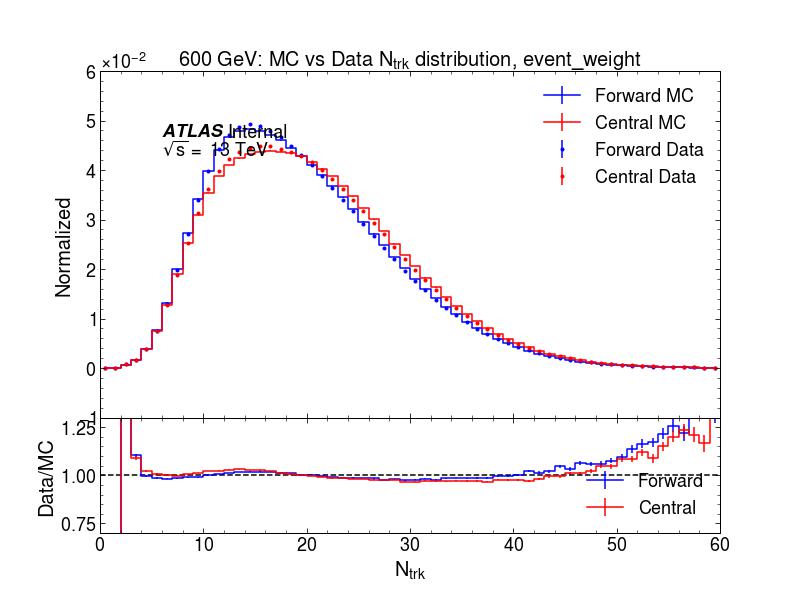 ×10⁻² 600 GeV: MC vs Data Ntrk distribution, event_weight
6
5
4
3
2
1
0
−1
Normalized
ATLAS Internal
√s = 13 TeV
Forward MC
Central MC
Forward Data
Central Data
1.25
1.00
0.75
Data/MC
Forward
Central
0 10 20 30 40 50 60
Ntrk